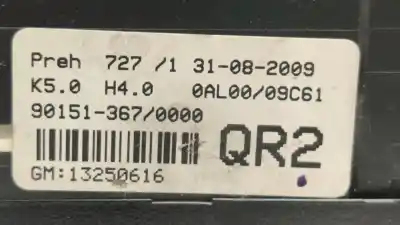 Preh 727 /1 31-08-2009
K5.0 H4.0 0AL00/09C61
90151-367/0000
QR2
GM:13250616